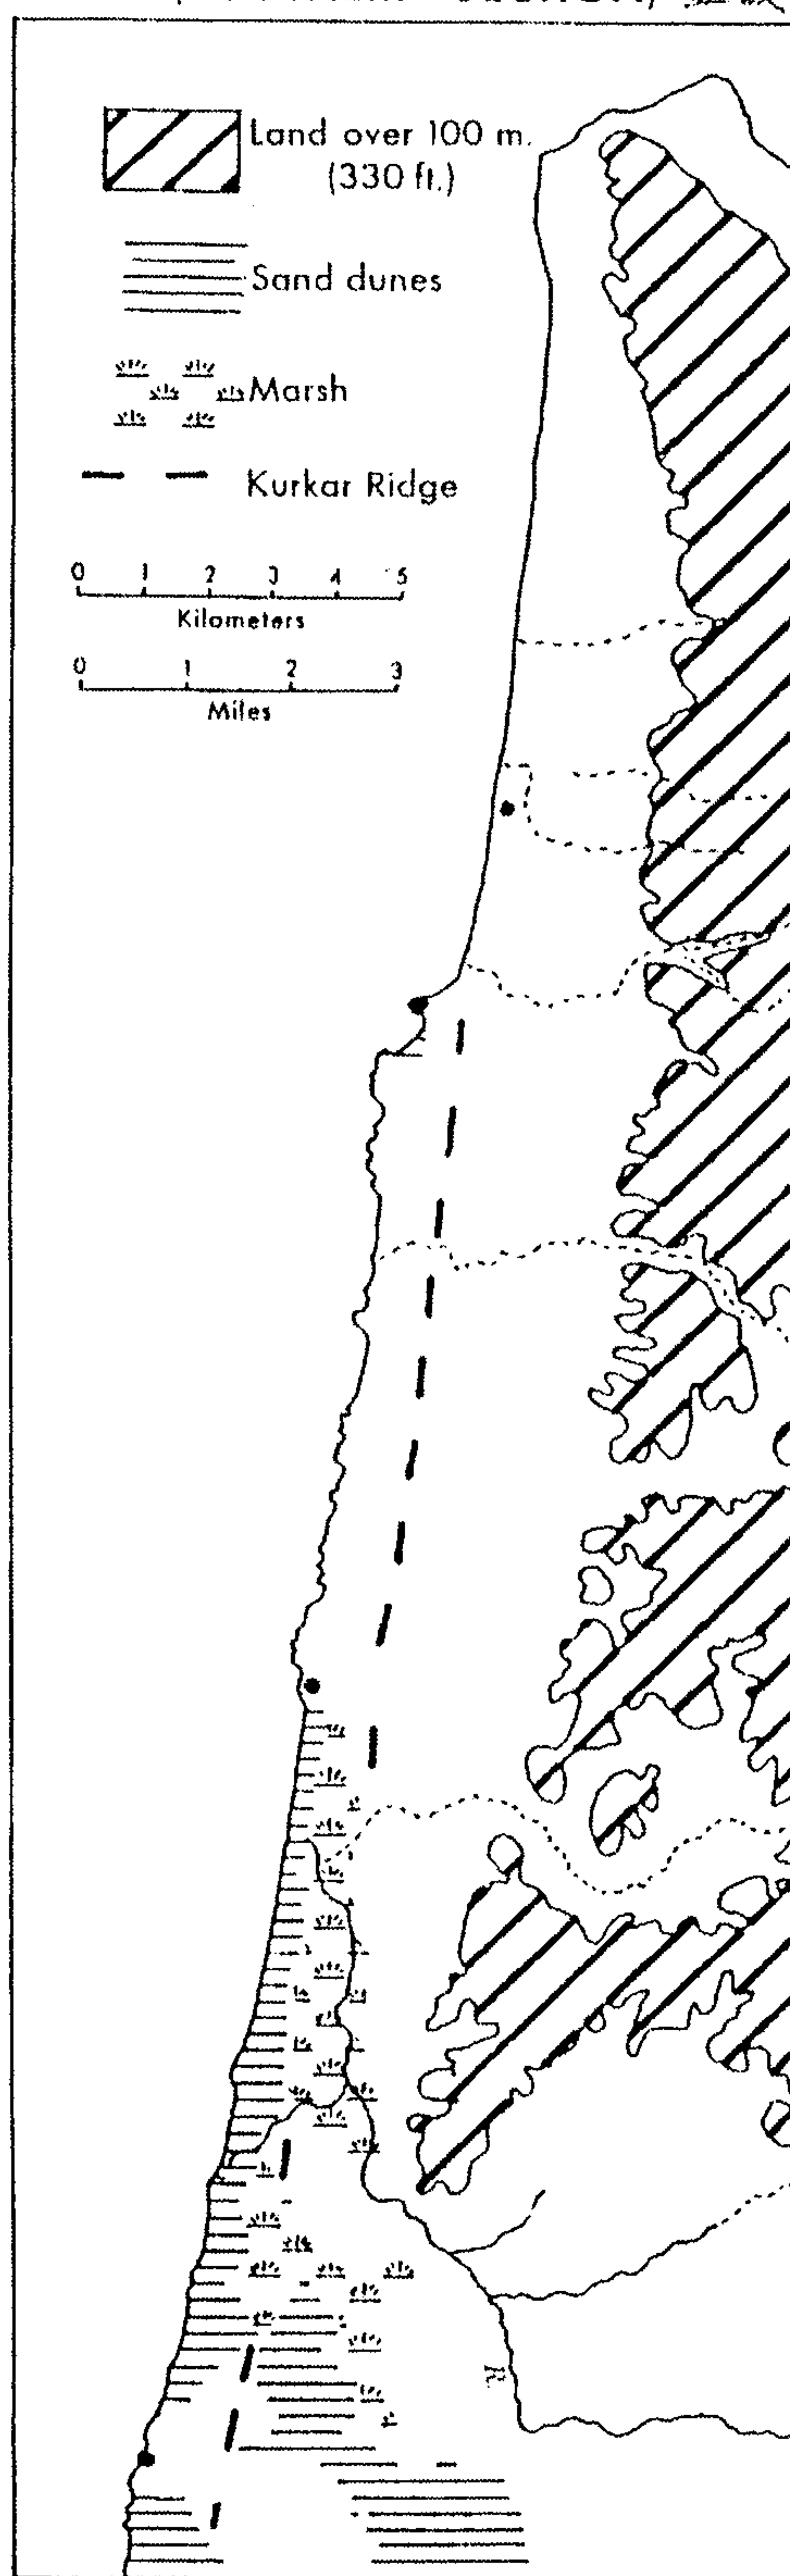 Land over 100 m.
(330 ft.)
Sand dunes
Marsh
Kurkar Ridge
0 1 2 3 4 5
Kilometers
0 1 2 3
Miles
R.